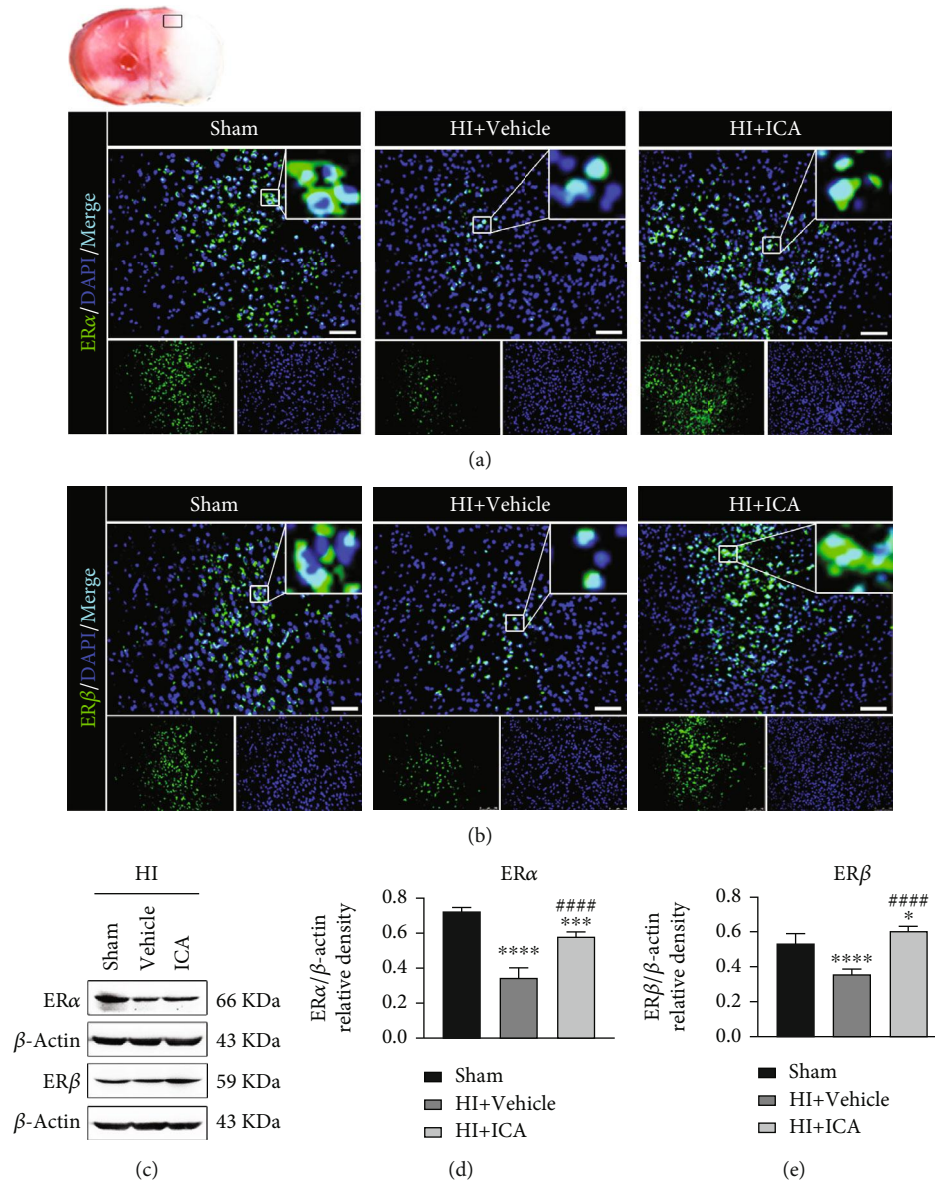 Sham
HI+Vehicle
HI+ICA
ERα/DAPI/Merge
(a)
Sham
HI+Vehicle
HI+ICA
ERβ/DAPI/Merge
(b)
HI
Sham
Vehicle
ICA
ERα
66 KDa
β-Actin
43 KDa
ERβ
59 KDa
β-Actin
43 KDa
(c)
ERα
ERα/β-actin
relative density
0.8
0.6
0.4
0.2
0.0
****
####
***
Sham
HI+Vehicle
HI+ICA
(d)
ERβ
ERβ/β-actin
relative density
0.8
0.6
0.4
0.2
0.0
****
####
*
Sham
HI+Vehicle
HI+ICA
(e)